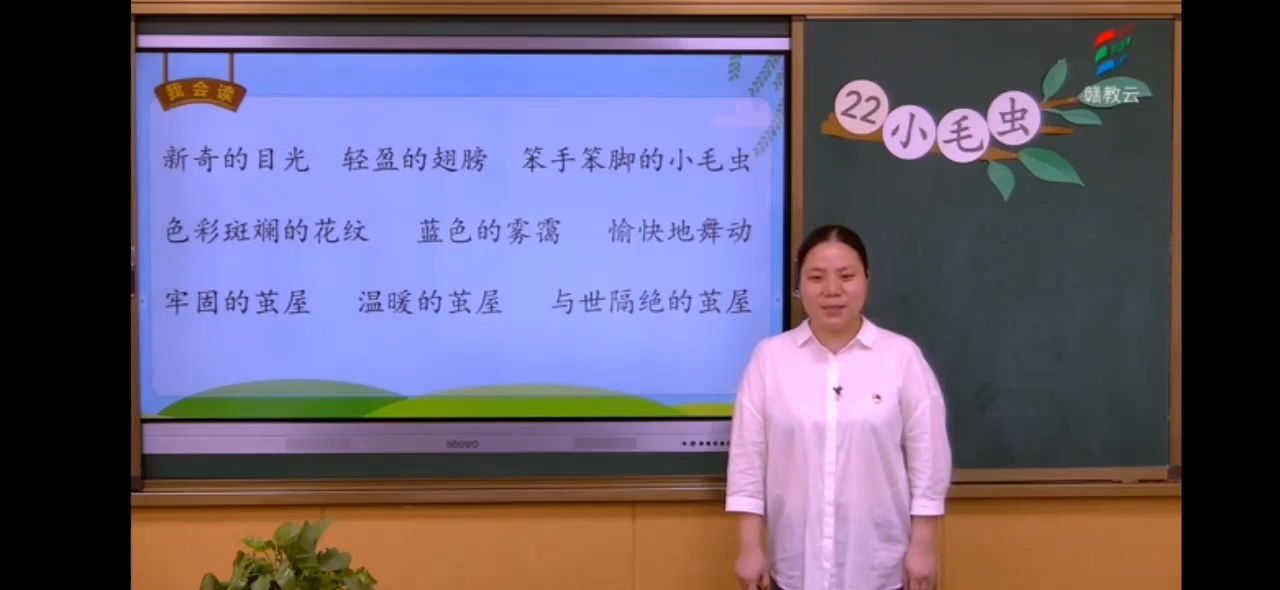 我会读
新奇的目光 轻盈的翅膀 笨手笨脚的小毛虫
色彩斑斓的花纹 蓝色的雾霭 愉快地舞动
牢固的茧屋 温暖的茧屋 与世隔绝的茧屋
seewo
22 小毛虫
赣教云